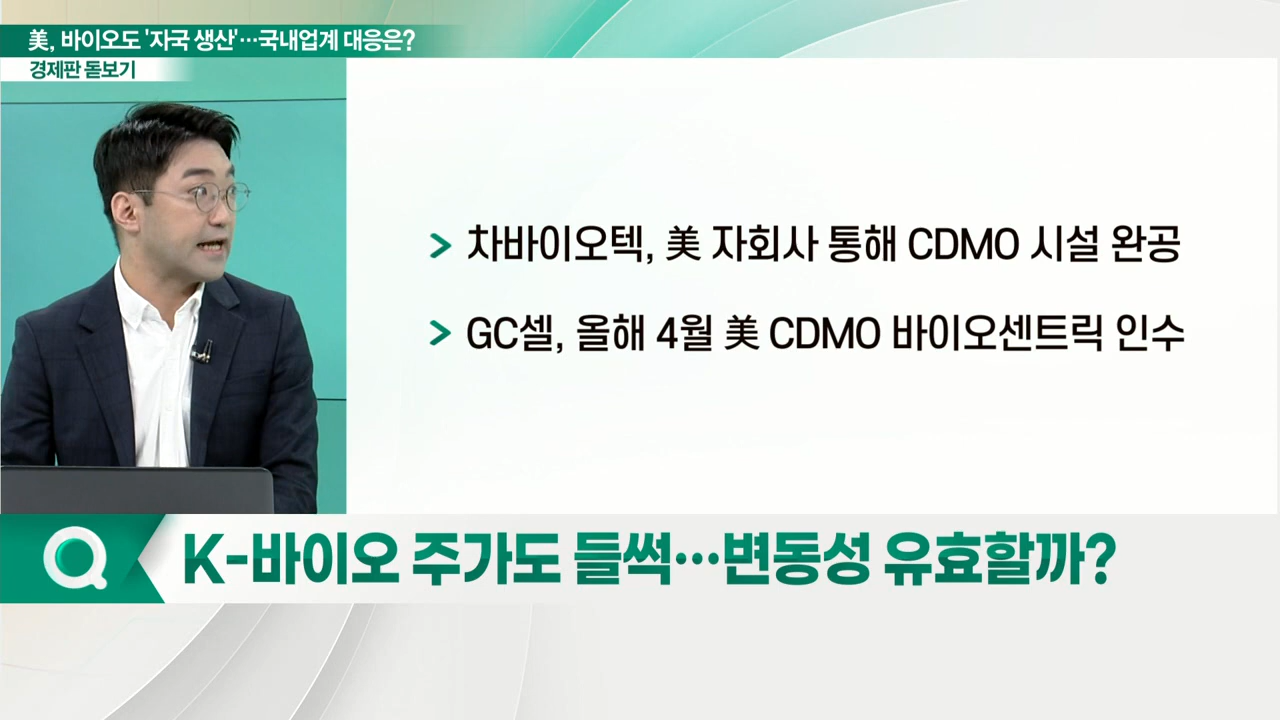 美, 바이오도 '자국 생산'…국내업계 대응은?
경제판 돋보기
> 차바이오텍, 美 자회사 통해 CDMO 시설 완공
> GC셀, 올해 4월 美 CDMO 바이오센트릭 인수
K-바이오 주가도 들썩…변동성 유효할까?